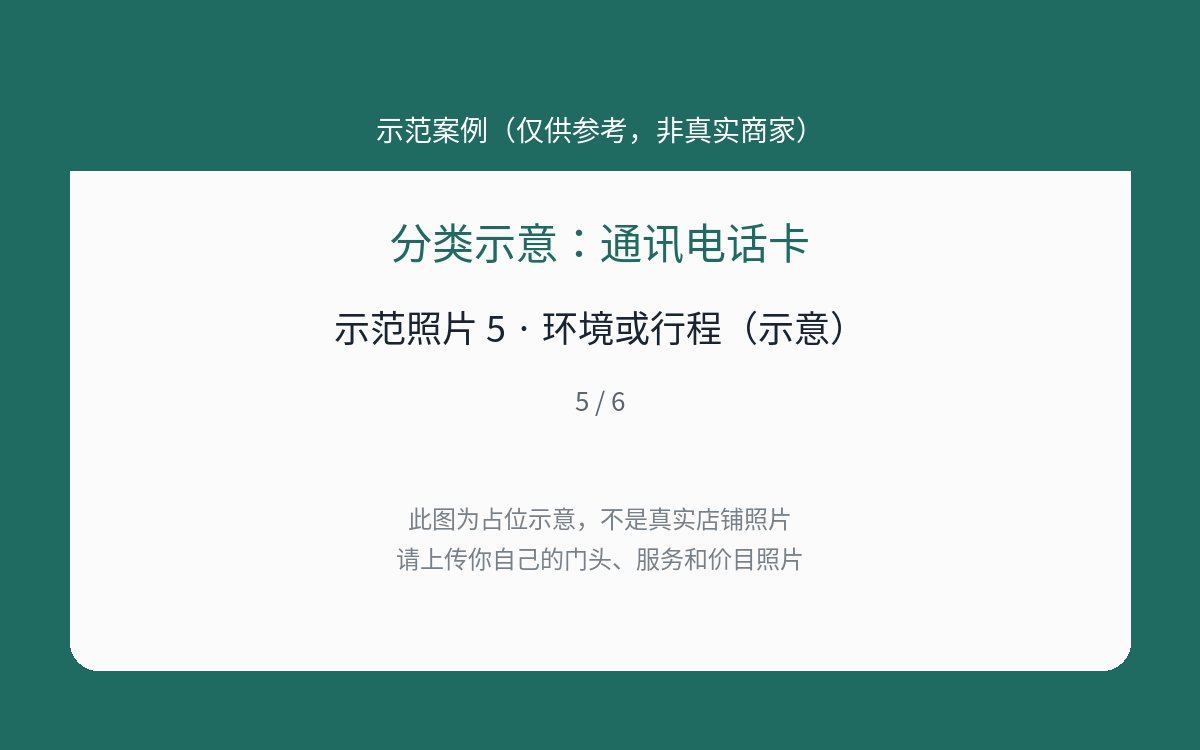 示范案例（仅供参考，非真实商家）
分类示意：通讯电话卡
示范照片 5 · 环境或行程（示意）
5 / 6
此图为占位示意，不是真实店铺照片
请上传你自己的门头、服务和价目照片